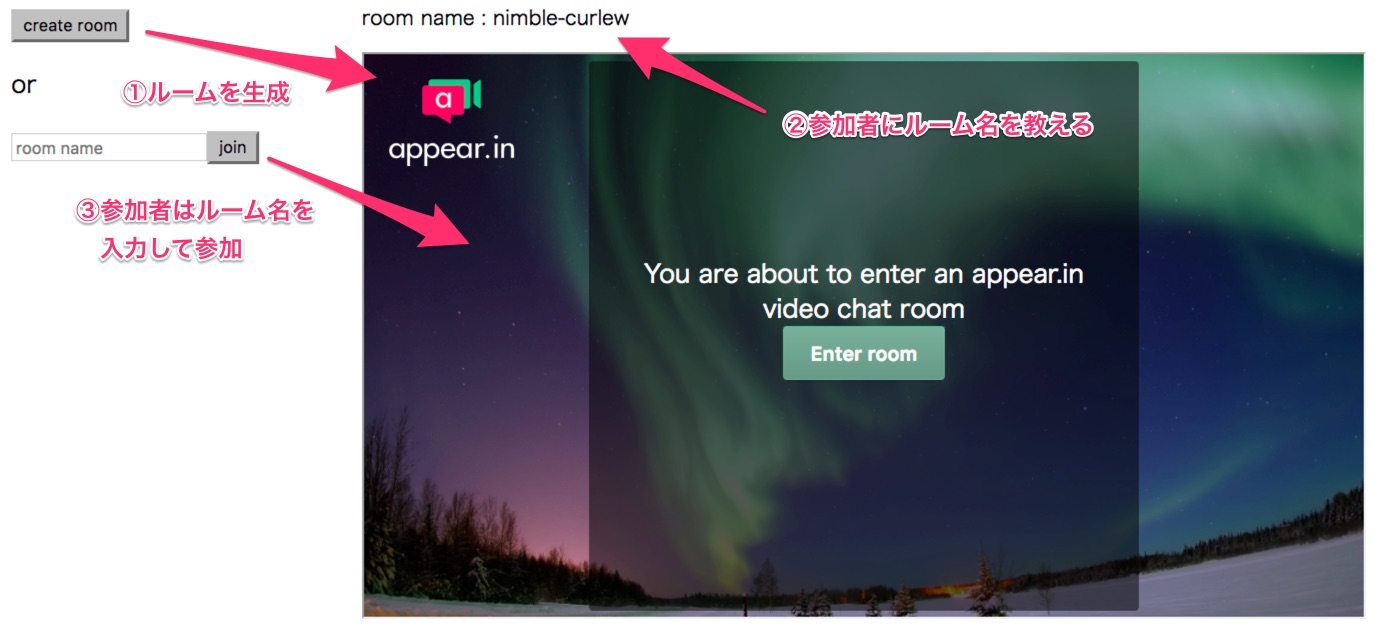 create room
room name : nimble-curlew
or
①ルームを生成
a
appear.in
②参加者にルーム名を教える
room name
join
③参加者はルーム名を
入力して参加
You are about to enter an appear.in
video chat room
Enter room